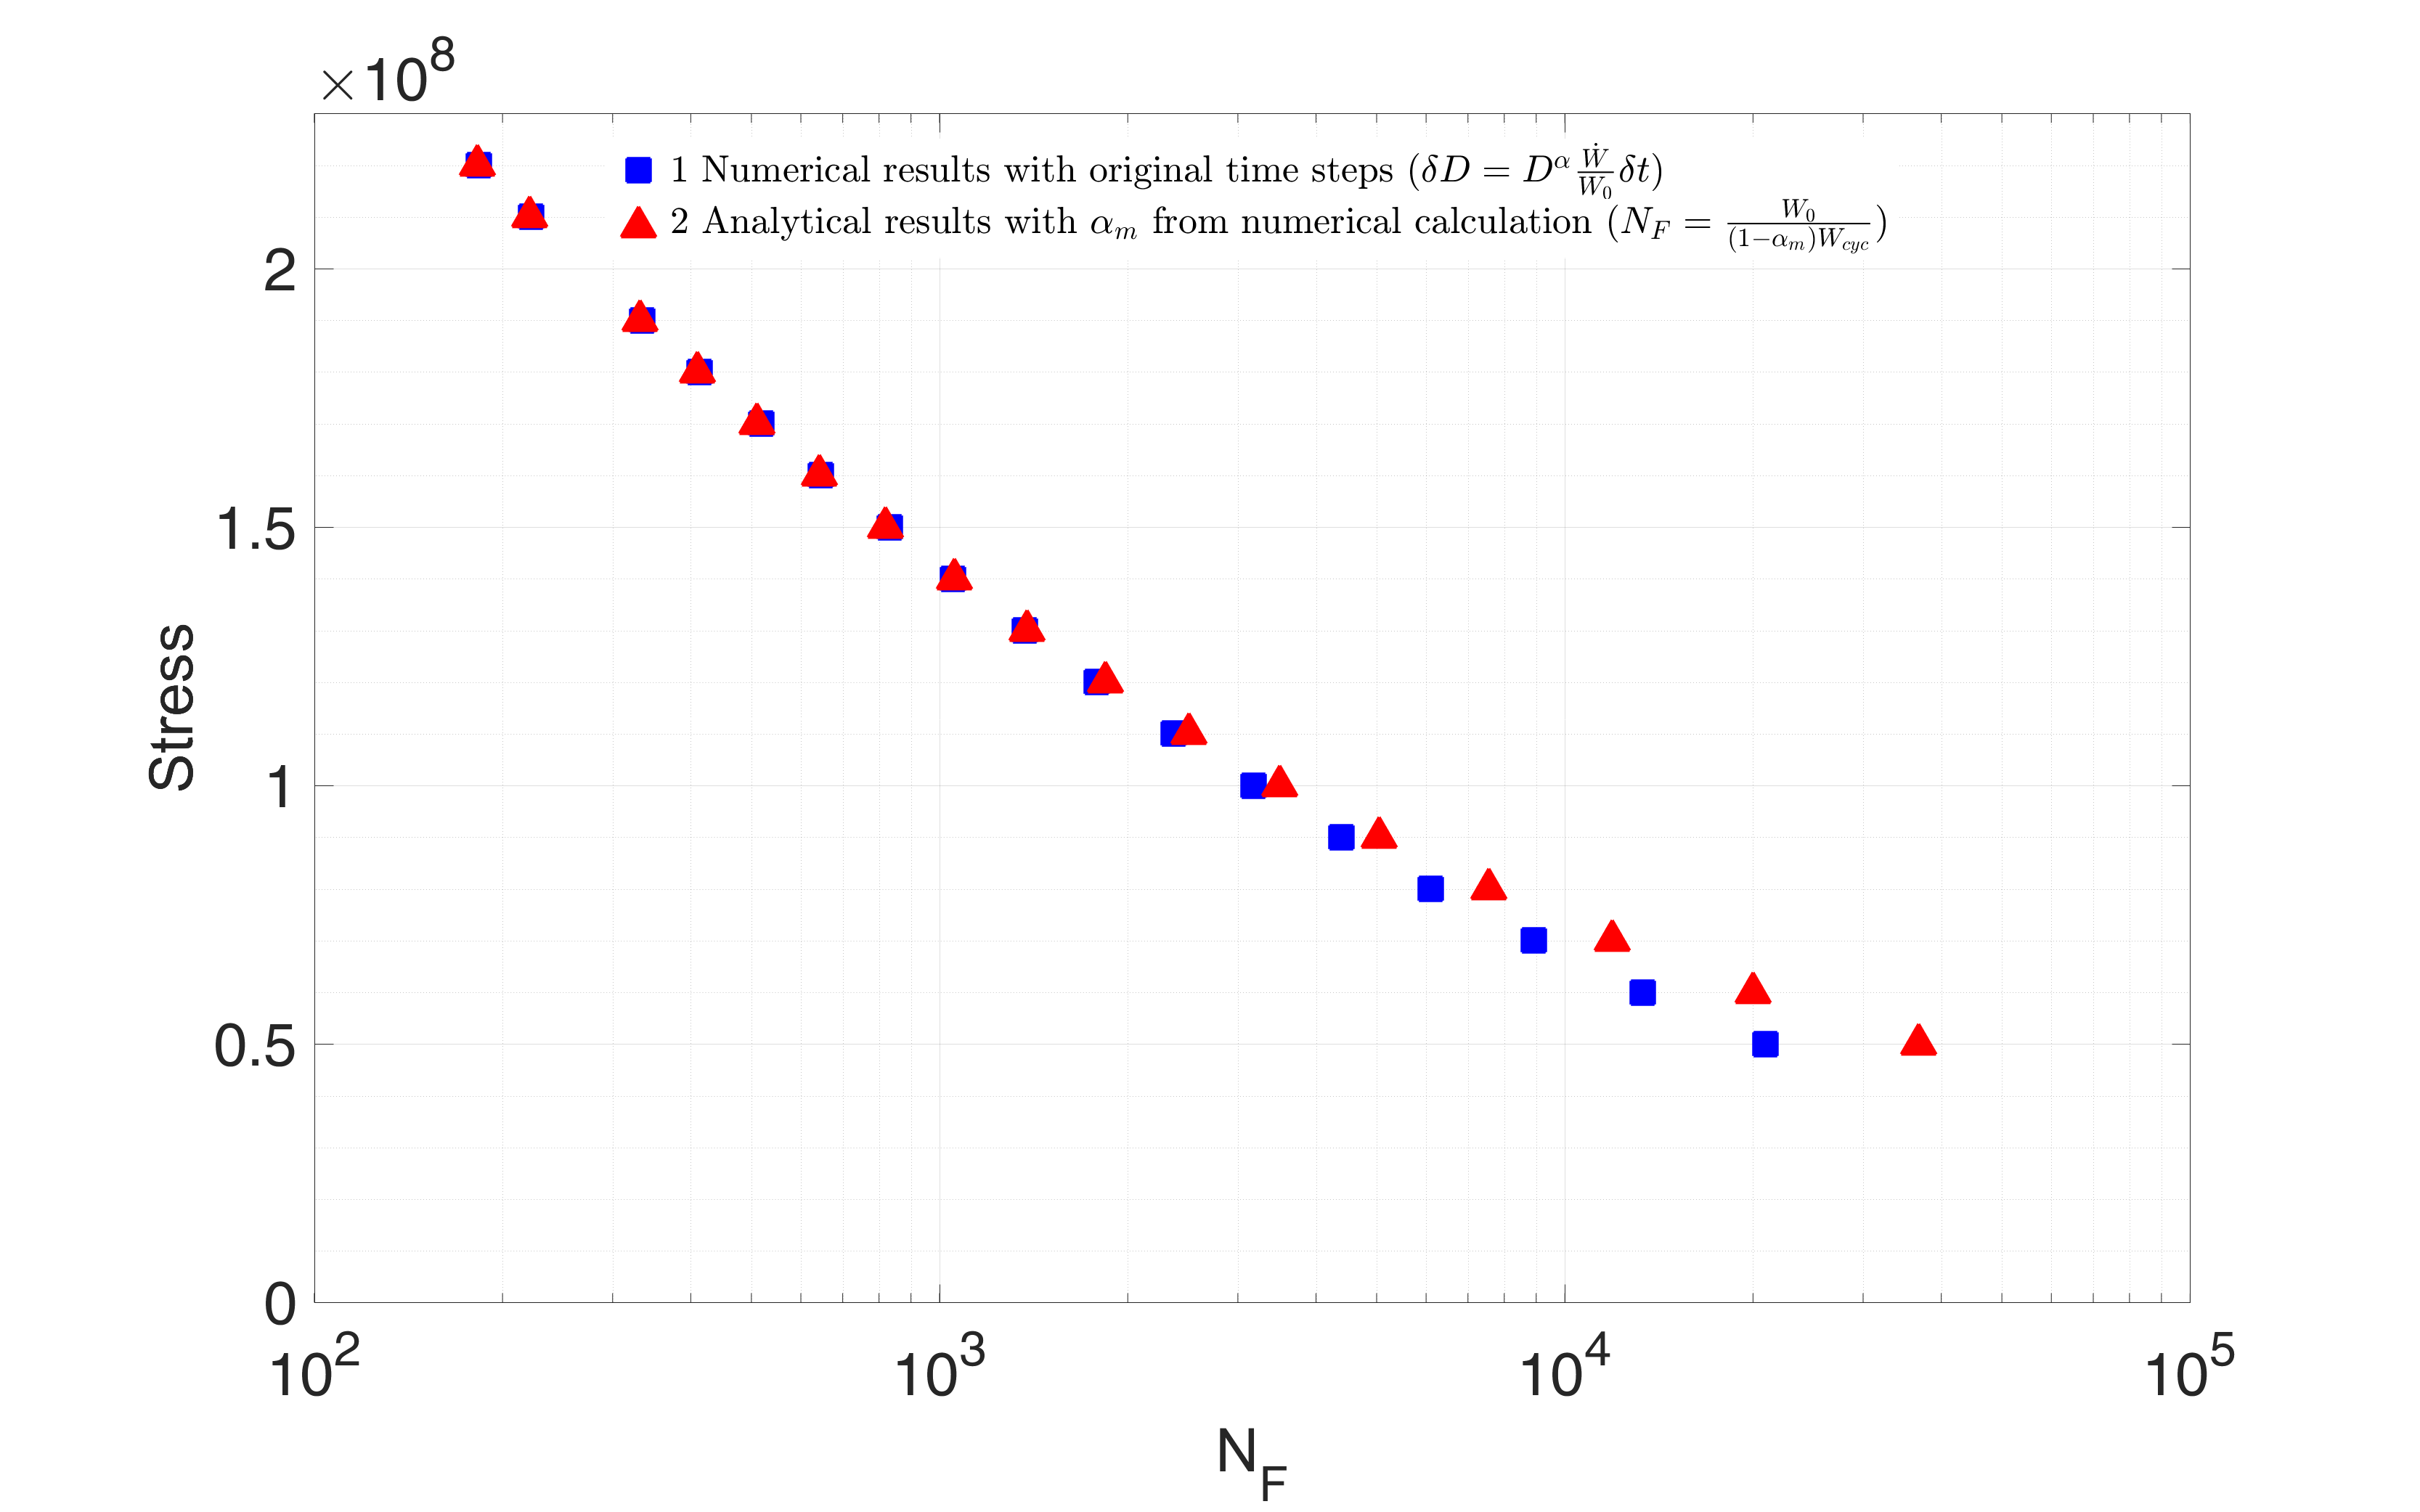 ×10^8
1 Numerical results with original time steps (δD = D^α Ẇ/W_0 δt)
2 Analytical results with α_m from numerical calculation (N_F = W_0/((1−α_m)W_cyc))
2
1.5
1
0.5
0
Stress
10^2 10^3 10^4 10^5
N_F